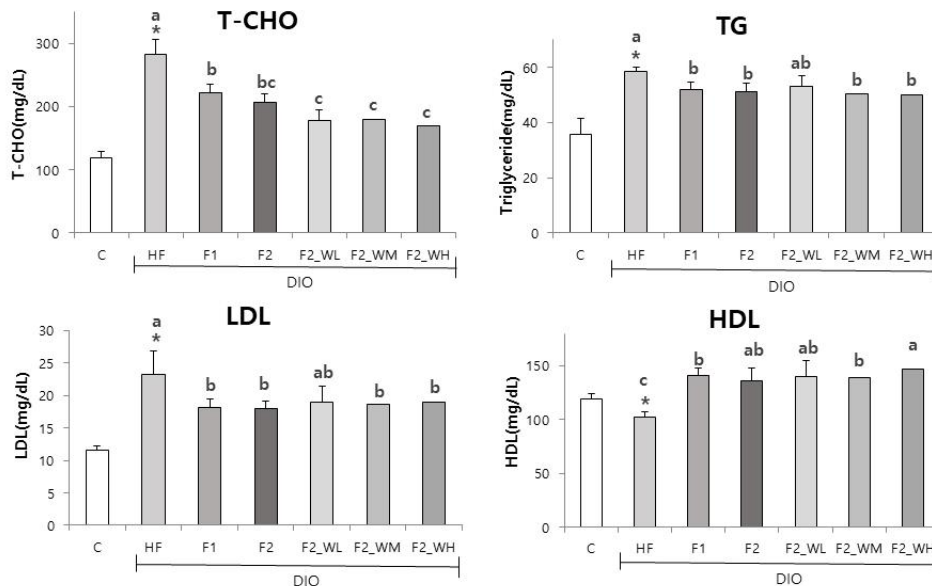 T-CHO
T-CHO(mg/dL)
300
200
100
0
a
*
b
bc
c
c
c
C HF F1 F2 F2_WL F2_WM F2_WH
DIO
TG
Triglyceride(mg/dL)
60
40
20
0
a
*
b
b
ab
b
b
C HF F1 F2 F2_WL F2_WM F2_WH
DIO
LDL
LDL(mg/dL)
30
25
20
15
10
5
0
a
*
b
b
ab
b
b
C HF F1 F2 F2_WL F2_WM F2_WH
DIO
HDL
HDL(mg/dL)
150
100
50
0
c
*
b
ab
ab
b
a
C HF F1 F2 F2_WL F2_WM F2_WH
DIO